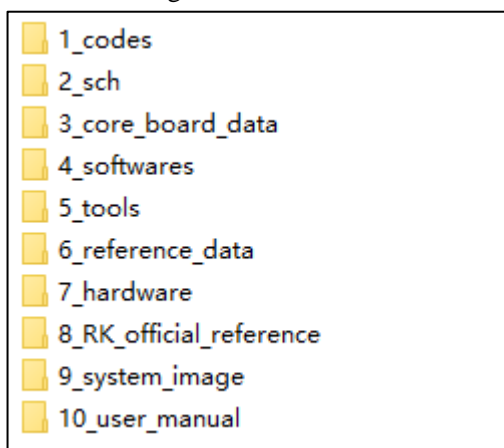 1_codes
2_sch
3_core_board_data
4_softwares
5_tools
6_reference_data
7_hardware
8_RK_official_reference
9_system_image
10_user_manual